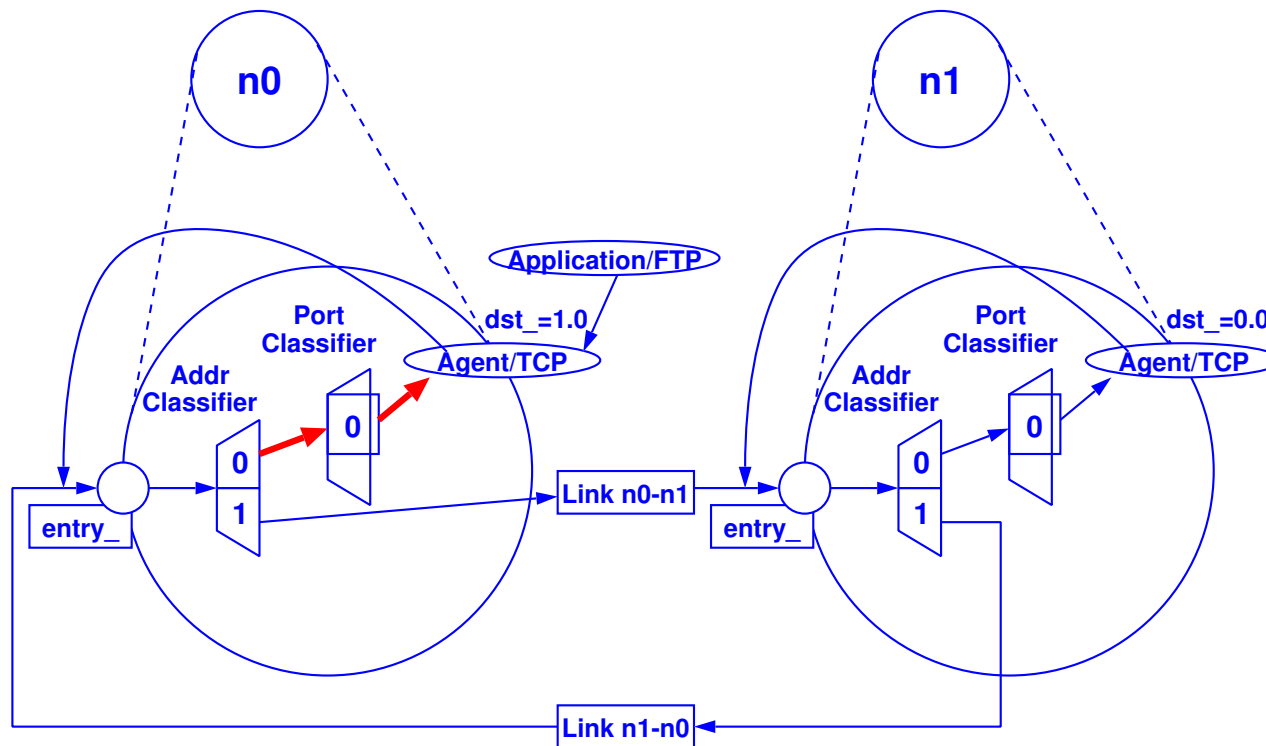 n0
n1
Application/FTP
dst_=1.0
Port
Classifier
Agent/TCP
Addr
Classifier
0
0
1
entry_
Link n0-n1
dst_=0.0
Port
Classifier
Agent/TCP
Addr
Classifier
0
0
1
entry_
Link n1-n0